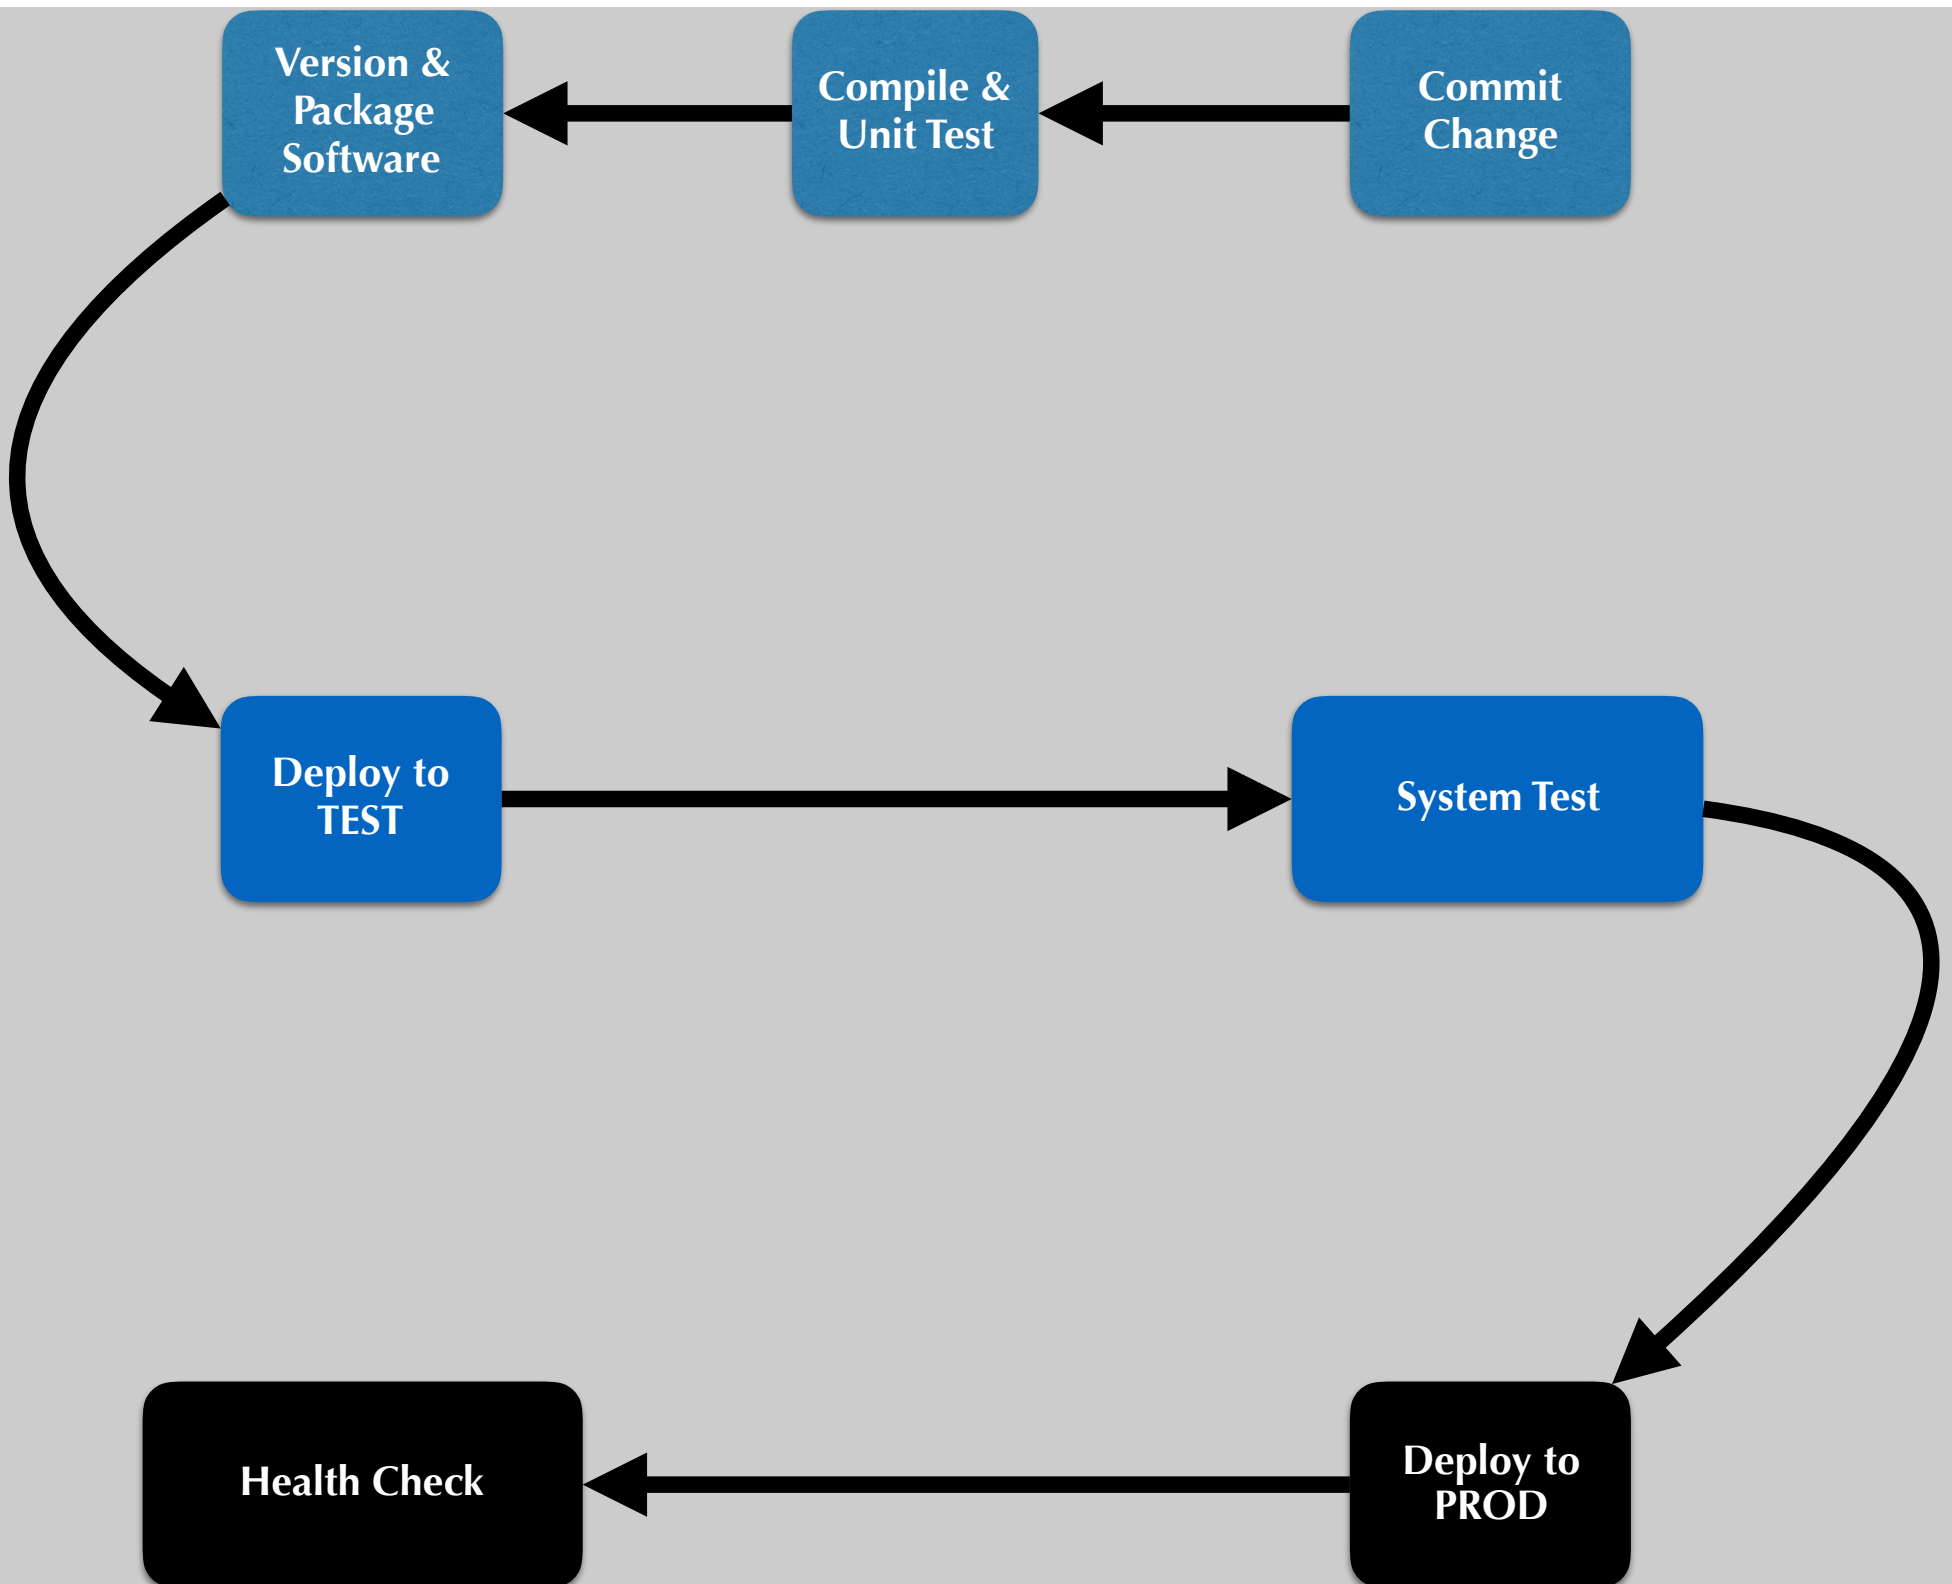 Version &
Package
Software
Compile &
Unit Test
Commit
Change
Deploy to
TEST
System Test
Health Check
Deploy to
PROD